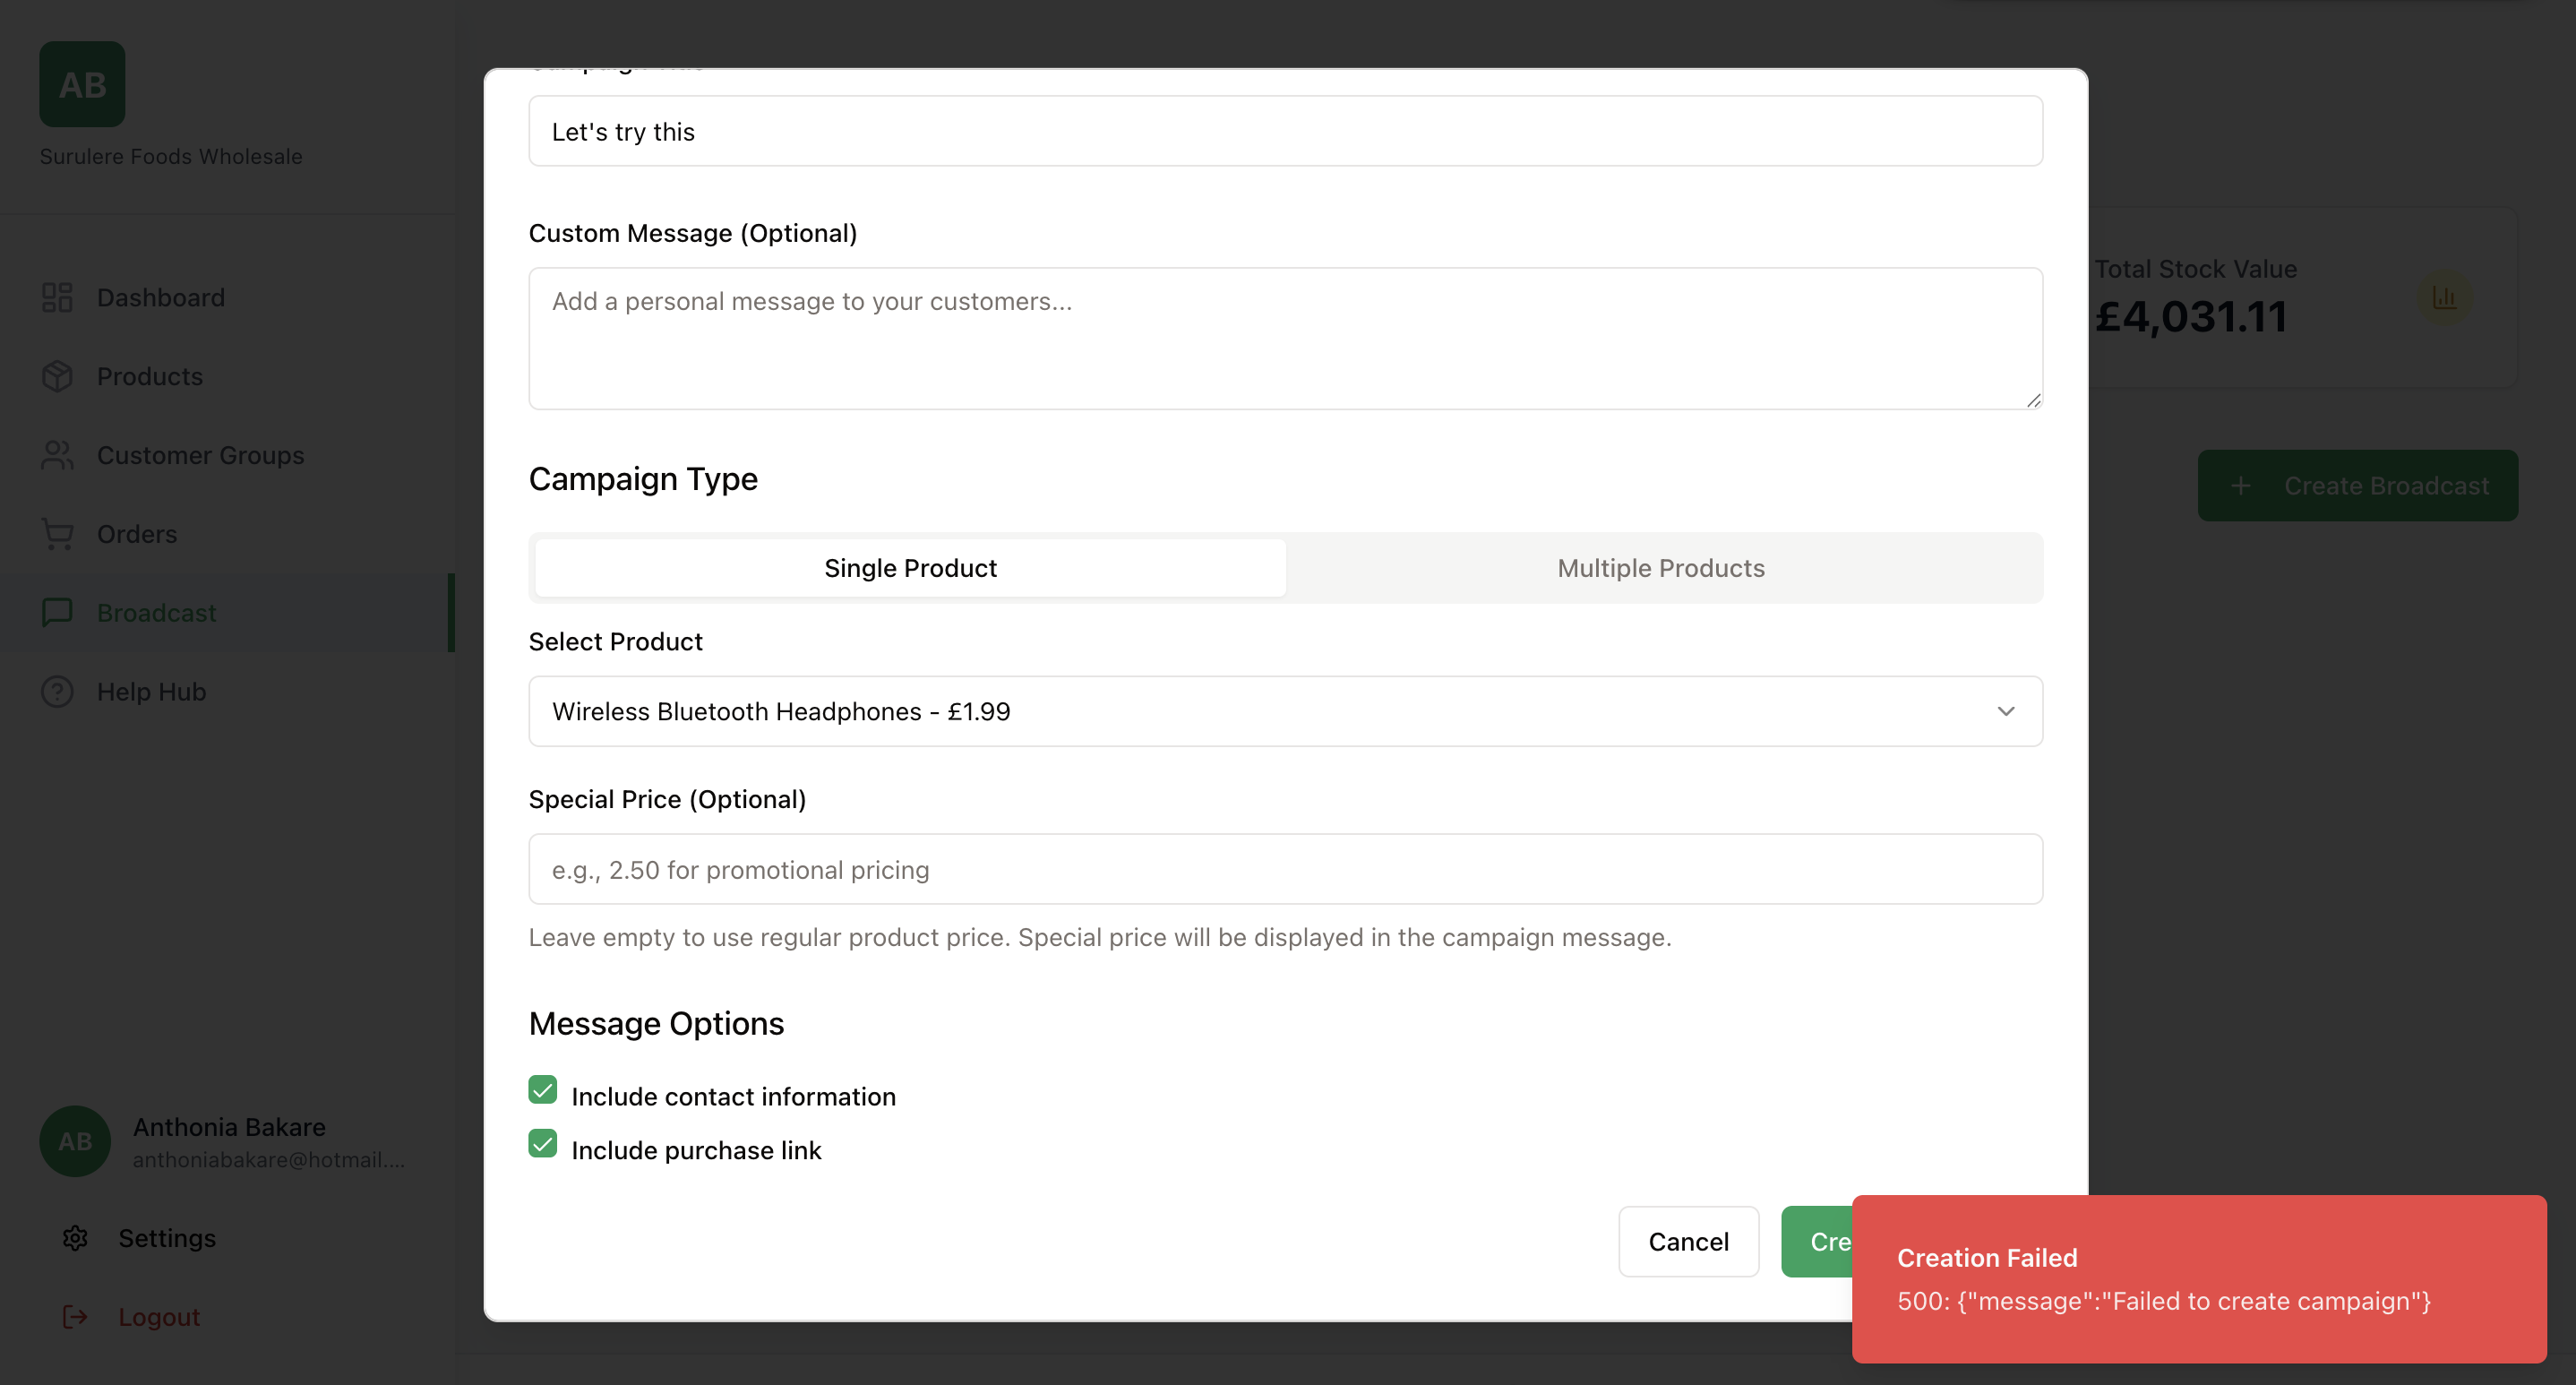 AB
Surulere Foods Wholesale
Dashboard
Products
Customer Groups
Orders
Broadcast
Help Hub
AB
Anthonia Bakare
anthoniabakare@hotmail....
Settings
Logout
Let's try this
Custom Message (Optional)
Add a personal message to your customers...
Campaign Type
Single Product
Multiple Products
Select Product
Wireless Bluetooth Headphones - £1.99
Special Price (Optional)
e.g., 2.50 for promotional pricing
Leave empty to use regular product price. Special price will be displayed in the campaign message.
Message Options
Include contact information
Include purchase link
Cancel
Cre
Total Stock Value
£4,031.11
+ Create Broadcast
Creation Failed
500: {"message":"Failed to create campaign"}